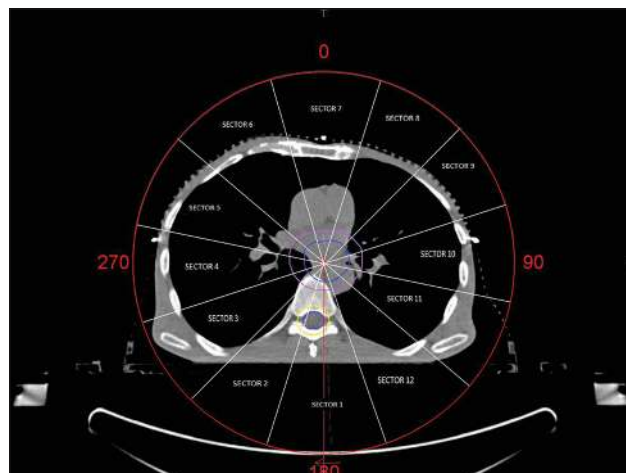 T
0
SECTOR 7
SECTOR 6
SECTOR 8
SECTOR 9
SECTOR 5
SECTOR 10
270
SECTOR 4
90
SECTOR 11
SECTOR 3
SECTOR 2
SECTOR 12
SECTOR 1
180